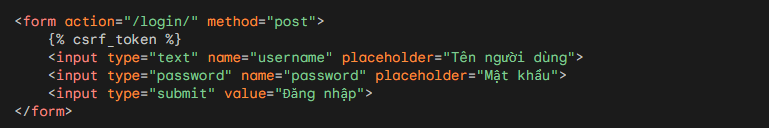 <form action="/login/" method="post">
    {% csrf_token %}
    <input type="text" name="username" placeholder="Tên người dùng">
    <input type="password" name="password" placeholder="Mật khẩu">
    <input type="submit" value="Đăng nhập">
</form>